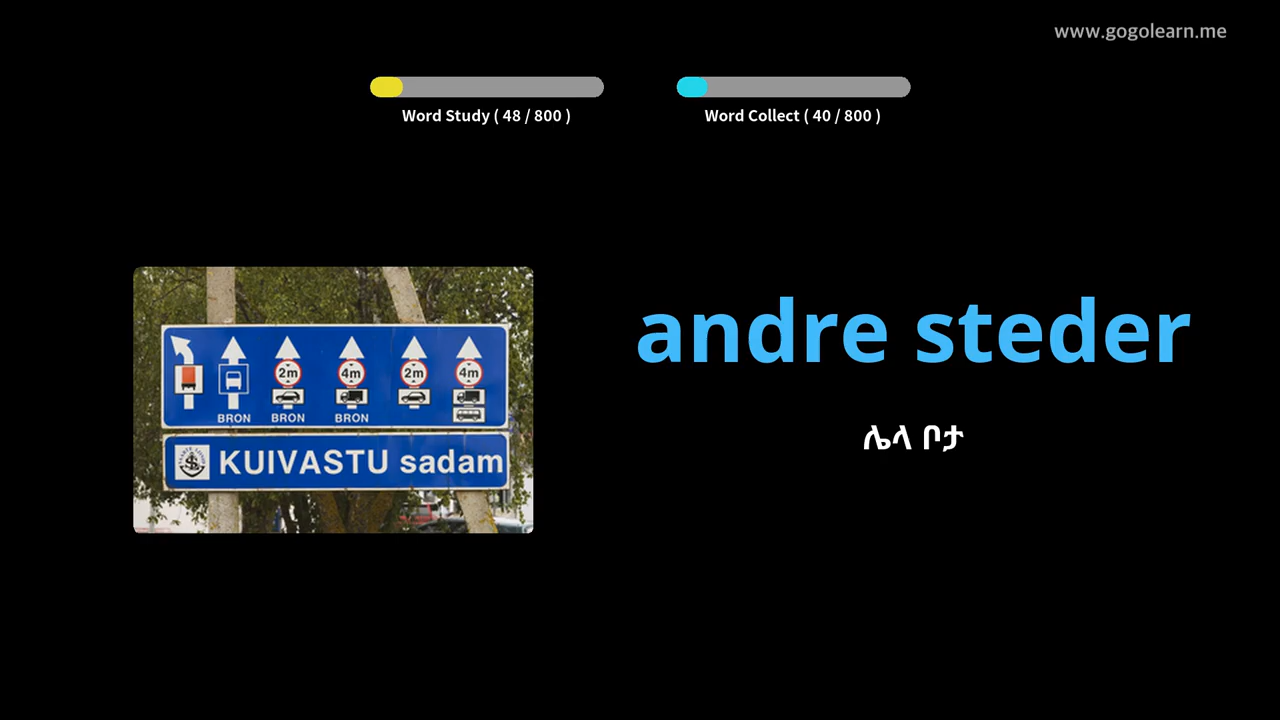 www.gogolearn.me
Word Study ( 48 / 800 )
Word Collect ( 40 / 800 )
andre steder
ሌላ ቦታ
2m 4m 2m 4m
BRON BRON BRON
KUIVASTU sadam